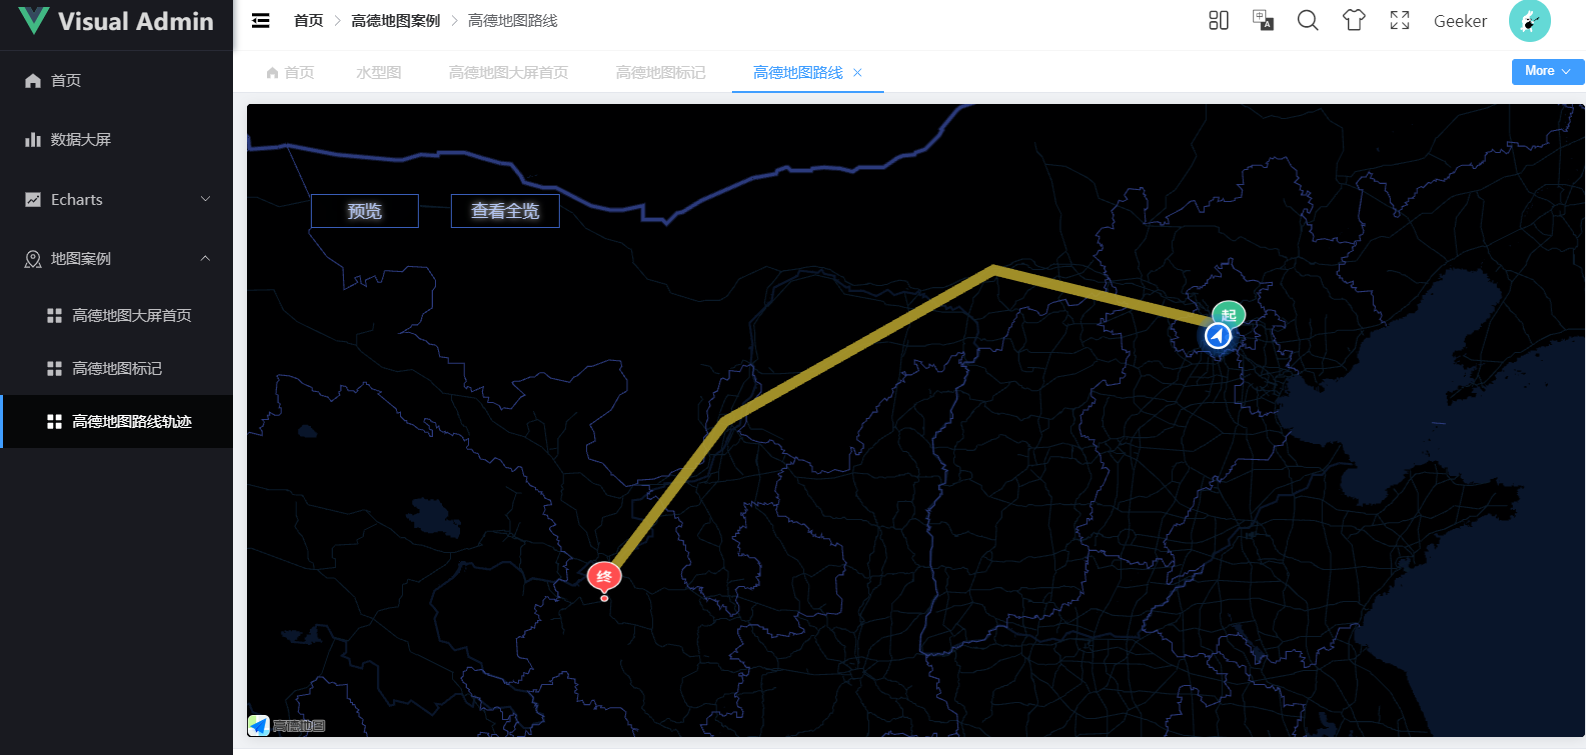 Visual Admin
首页
数据大屏
Echarts
地图案例
高德地图大屏首页
高德地图标记
高德地图路线轨迹
首页 高德地图案例 高德地图路线
Geeker
首页 水型图 高德地图大屏首页 高德地图标记 高德地图路线
More
预览 查看全览
起
终
高德地图